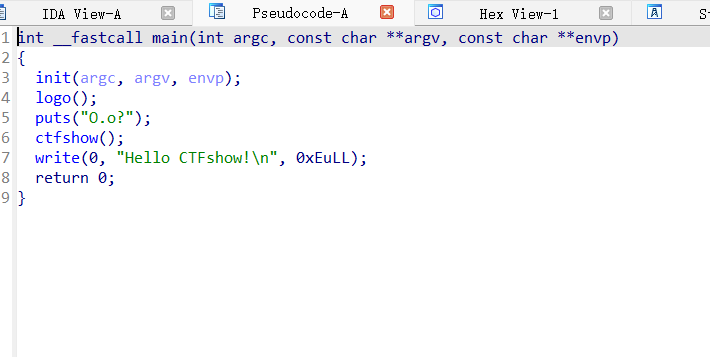 IDA View-A Pseudocode-A Hex View-1 A S
1 int __fastcall main(int argc, const char **argv, const char **envp)
2 {
3   init(argc, argv, envp);
4   logo();
5   puts("O.o?");
6   ctfshow();
7   write(0, "Hello CTFshow!\n", 0xEuLL);
8   return 0;
9 }